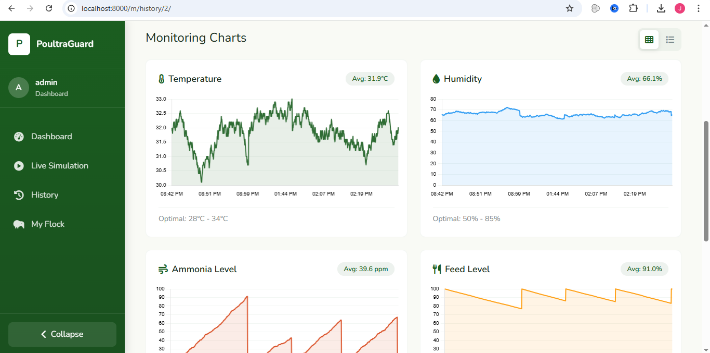 localhost:8000/m/history/2/
J
P
PoultraGuard
A
admin
Dashboard
Dashboard
Live Simulation
History
My Flock
Collapse
Monitoring Charts
Temperature
Avg: 31.9°C
33.0
32.5
32.0
31.5
31.0
30.5
30.0
08:42 PM 08:51 PM 08:59 PM 01:44 PM 02:07 PM 02:19 PM
Optimal: 28°C - 34°C
Humidity
Avg: 66.1%
80
70
60
50
40
30
20
10
0
08:42 PM 08:51 PM 08:59 PM 01:44 PM 02:07 PM 02:19 PM
Optimal: 50% - 85%
Ammonia Level
Avg: 39.6 ppm
100
90
80
70
60
50
40
30
Feed Level
Avg: 91.0%
100
90
80
70
60
50
40
30